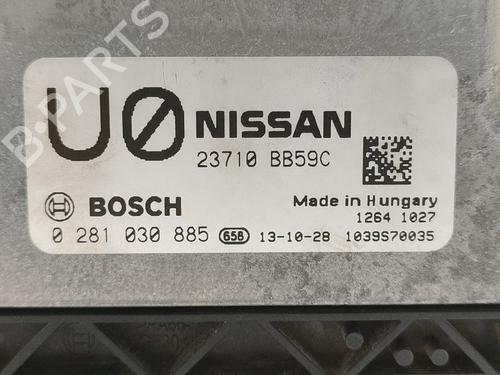 B-PARTS
UØ NISSAN
23710 BB59C
BOSCH
Made in Hungary
1264 1027
0 281 030 885 658 13-10-28 1039S70035